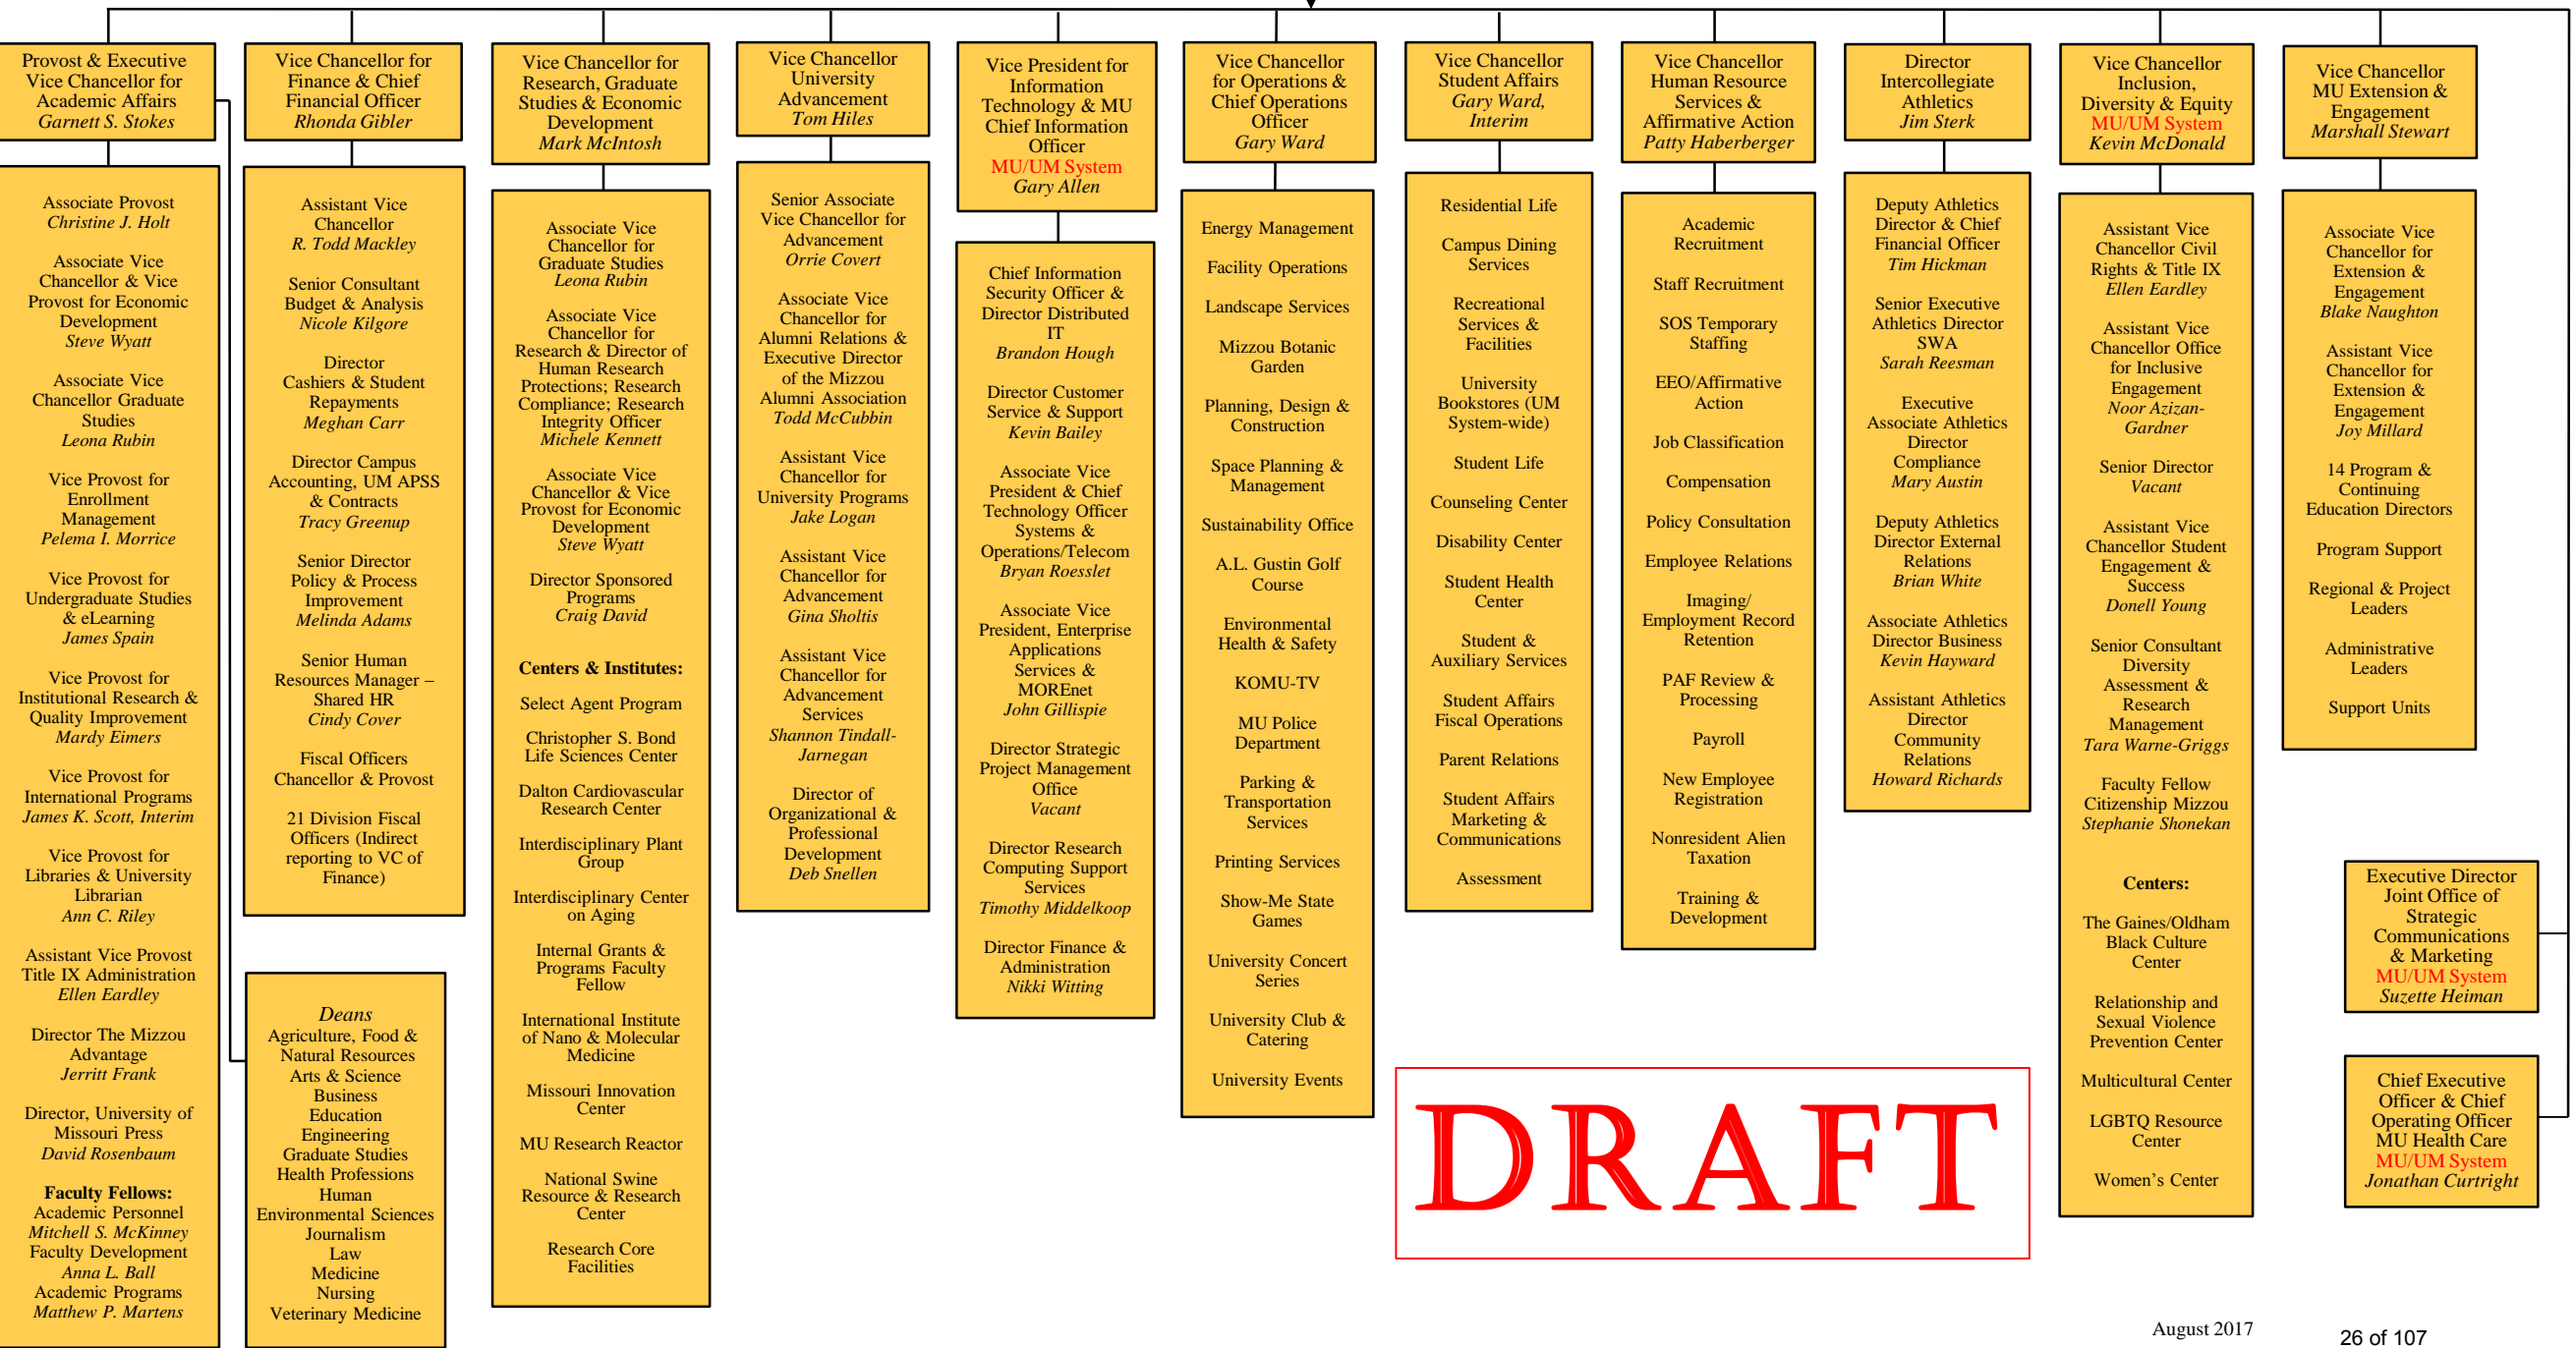 Provost & Executive
Vice Chancellor for
Academic Affairs
Garnett S. Stokes
Associate Provost
Christine J. Holt
Associate Vice
Chancellor & Vice
Provost for Economic
Development
Steve Wyatt
Associate Vice
Chancellor Graduate
Studies
Leona Rubin
Vice Provost for
Enrollment
Management
Pelema I. Morrice
Vice Provost for
Undergraduate Studies
& eLearning
James Spain
Vice Provost for
Institutional Research &
Quality Improvement
Mardy Eimers
Vice Provost for
International Programs
James K. Scott, Interim
Vice Provost for
Libraries & University
Librarian
Ann C. Riley
Assistant Vice Provost
Title IX Administration
Ellen Eardley
Director The Mizzou
Advantage
Jerritt Frank
Director, University of
Missouri Press
David Rosenbaum
Faculty Fellows:
Academic Personnel
Mitchell S. McKinney
Faculty Development
Anna L. Ball
Academic Programs
Matthew P. Martens
Vice Chancellor for
Finance & Chief
Financial Officer
Rhonda Gibler
Assistant Vice
Chancellor
R. Todd Mackley
Senior Consultant
Budget & Analysis
Nicole Kilgore
Director
Cashiers & Student
Repayments
Meghan Carr
Director Campus
Accounting, UM APSS
& Contracts
Tracy Greenup
Senior Director
Policy & Process
Improvement
Melinda Adams
Senior Human
Resources Manager –
Shared HR
Cindy Cover
Fiscal Officers
Chancellor & Provost
21 Division Fiscal
Officers (Indirect
reporting to VC of
Finance)
Deans
Agriculture, Food &
Natural Resources
Arts & Science
Business
Education
Engineering
Graduate Studies
Health Professions
Human
Environmental Sciences
Journalism
Law
Medicine
Nursing
Veterinary Medicine
Vice Chancellor for
Research, Graduate
Studies & Economic
Development
Mark McIntosh
Associate Vice
Chancellor for
Graduate Studies
Leona Rubin
Associate Vice
Chancellor for
Research & Director of
Human Research
Protections; Research
Compliance; Research
Integrity Officer
Michele Kennett
Associate Vice
Chancellor & Vice
Provost for Economic
Development
Steve Wyatt
Director Sponsored
Programs
Craig David
Centers & Institutes:
Select Agent Program
Christopher S. Bond
Life Sciences Center
Dalton Cardiovascular
Research Center
Interdisciplinary Plant
Group
Interdisciplinary Center
on Aging
Internal Grants &
Programs Faculty
Fellow
International Institute
of Nano & Molecular
Medicine
Missouri Innovation
Center
MU Research Reactor
National Swine
Resource & Research
Center
Research Core
Facilities
Vice Chancellor
University
Advancement
Tom Hiles
Senior Associate
Vice Chancellor for
Advancement
Orrie Covert
Associate Vice
Chancellor for
Alumni Relations &
Executive Director
of the Mizzou
Alumni Association
Todd McCubbin
Assistant Vice
Chancellor for
University Programs
Jake Logan
Assistant Vice
Chancellor for
Advancement
Gina Sholtis
Assistant Vice
Chancellor for
Advancement
Services
Shannon Tindall-
Jarnegan
Director of
Organizational &
Professional
Development
Deb Snellen
Vice President for
Information
Technology & MU
Chief Information
Officer
MU/UM System
Gary Allen
Chief Information
Security Officer &
Director Distributed
IT
Brandon Hough
Director Customer
Service & Support
Kevin Bailey
Associate Vice
President & Chief
Technology Officer
Systems &
Operations/Telecom
Bryan Roesslet
Associate Vice
President, Enterprise
Applications
Services &
MOREnet
John Gillispie
Director Strategic
Project Management
Office
Vacant
Director Research
Computing Support
Services
Timothy Middelkoop
Director Finance &
Administration
Nikki Witting
Vice Chancellor
for Operations &
Chief Operations
Officer
Gary Ward
Energy Management
Facility Operations
Landscape Services
Mizzou Botanic
Garden
Planning, Design &
Construction
Space Planning &
Management
Sustainability Office
A.L. Gustin Golf
Course
Environmental
Health & Safety
KOMU-TV
MU Police
Department
Parking &
Transportation
Services
Printing Services
Show-Me State
Games
University Concert
Series
University Club &
Catering
University Events
Vice Chancellor
Student Affairs
Gary Ward,
Interim
Residential Life
Campus Dining
Services
Recreational
Services &
Facilities
University
Bookstores (UM
System-wide)
Student Life
Counseling Center
Disability Center
Student Health
Center
Student &
Auxiliary Services
Student Affairs
Fiscal Operations
Parent Relations
Student Affairs
Marketing &
Communications
Assessment
Vice Chancellor
Human Resource
Services &
Affirmative Action
Patty Haberberger
Academic
Recruitment
Staff Recruitment
SOS Temporary
Staffing
EEO/Affirmative
Action
Job Classification
Compensation
Policy Consultation
Employee Relations
Imaging/
Employment Record
Retention
PAF Review &
Processing
Payroll
New Employee
Registration
Nonresident Alien
Taxation
Training &
Development
Director
Intercollegiate
Athletics
Jim Sterk
Deputy Athletics
Director & Chief
Financial Officer
Tim Hickman
Senior Executive
Athletics Director
SWA
Sarah Reesman
Executive
Associate Athletics
Director
Compliance
Mary Austin
Deputy Athletics
Director External
Relations
Brian White
Associate Athletics
Director Business
Kevin Hayward
Assistant Athletics
Director
Community
Relations
Howard Richards
Vice Chancellor
Inclusion,
Diversity & Equity
MU/UM System
Kevin McDonald
Assistant Vice
Chancellor Civil
Rights & Title IX
Ellen Eardley
Assistant Vice
Chancellor Office
for Inclusive
Engagement
Noor Azizan-
Gardner
Senior Director
Vacant
Assistant Vice
Chancellor Student
Engagement &
Success
Donell Young
Senior Consultant
Diversity
Assessment &
Research
Management
Tara Warne-Griggs
Faculty Fellow
Citizenship Mizzou
Stephanie Shonekan
Centers:
The Gaines/Oldham
Black Culture
Center
Relationship and
Sexual Violence
Prevention Center
Multicultural Center
LGBTQ Resource
Center
Women's Center
Vice Chancellor
MU Extension &
Engagement
Marshall Stewart
Associate Vice
Chancellor for
Extension &
Engagement
Blake Naughton
Assistant Vice
Chancellor for
Extension &
Engagement
Joy Millard
14 Program &
Continuing
Education Directors
Program Support
Regional & Project
Leaders
Administrative
Leaders
Support Units
Executive Director
Joint Office of
Strategic
Communications
& Marketing
MU/UM System
Suzette Heiman
Chief Executive
Officer & Chief
Operating Officer
MU Health Care
MU/UM System
Jonathan Curtright
DRAFT
August 2017
26 of 107